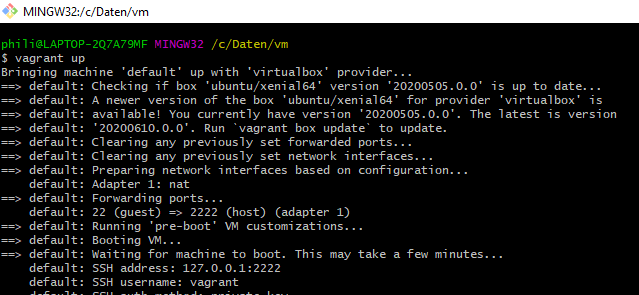 MINGW32:/c/Daten/vm
phili@LAPTOP-2Q7A79MF MINGW32 /c/Daten/vm
$ vagrant up
Bringing machine 'default' up with 'virtualbox' provider...
==> default: Checking if box 'ubuntu/xenial64' version '20200505.0.0' is up to date...
==> default: A newer version of the box 'ubuntu/xenial64' for provider 'virtualbox' is
==> default: available! You currently have version '20200505.0.0'. The latest is version
==> default: '20200610.0.0'. Run `vagrant box update` to update.
==> default: Clearing any previously set forwarded ports...
==> default: Clearing any previously set network interfaces...
==> default: Preparing network interfaces based on configuration...
    default: Adapter 1: nat
==> default: Forwarding ports...
    default: 22 (guest) => 2222 (host) (adapter 1)
==> default: Running 'pre-boot' VM customizations...
==> default: Booting VM...
==> default: Waiting for machine to boot. This may take a few minutes...
    default: SSH address: 127.0.0.1:2222
    default: SSH username: vagrant
    default: SSH auth method: private key